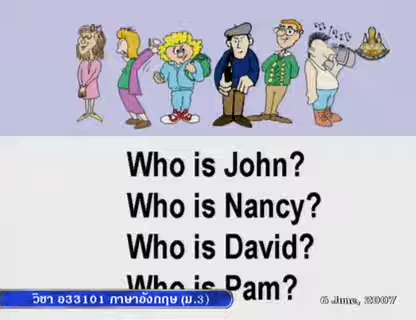 Who is John?
Who is Nancy?
Who is David?
Who is Pam?
วิชา อ33101 ภาษาอังกฤษ (ม.3)
6 June, 2007